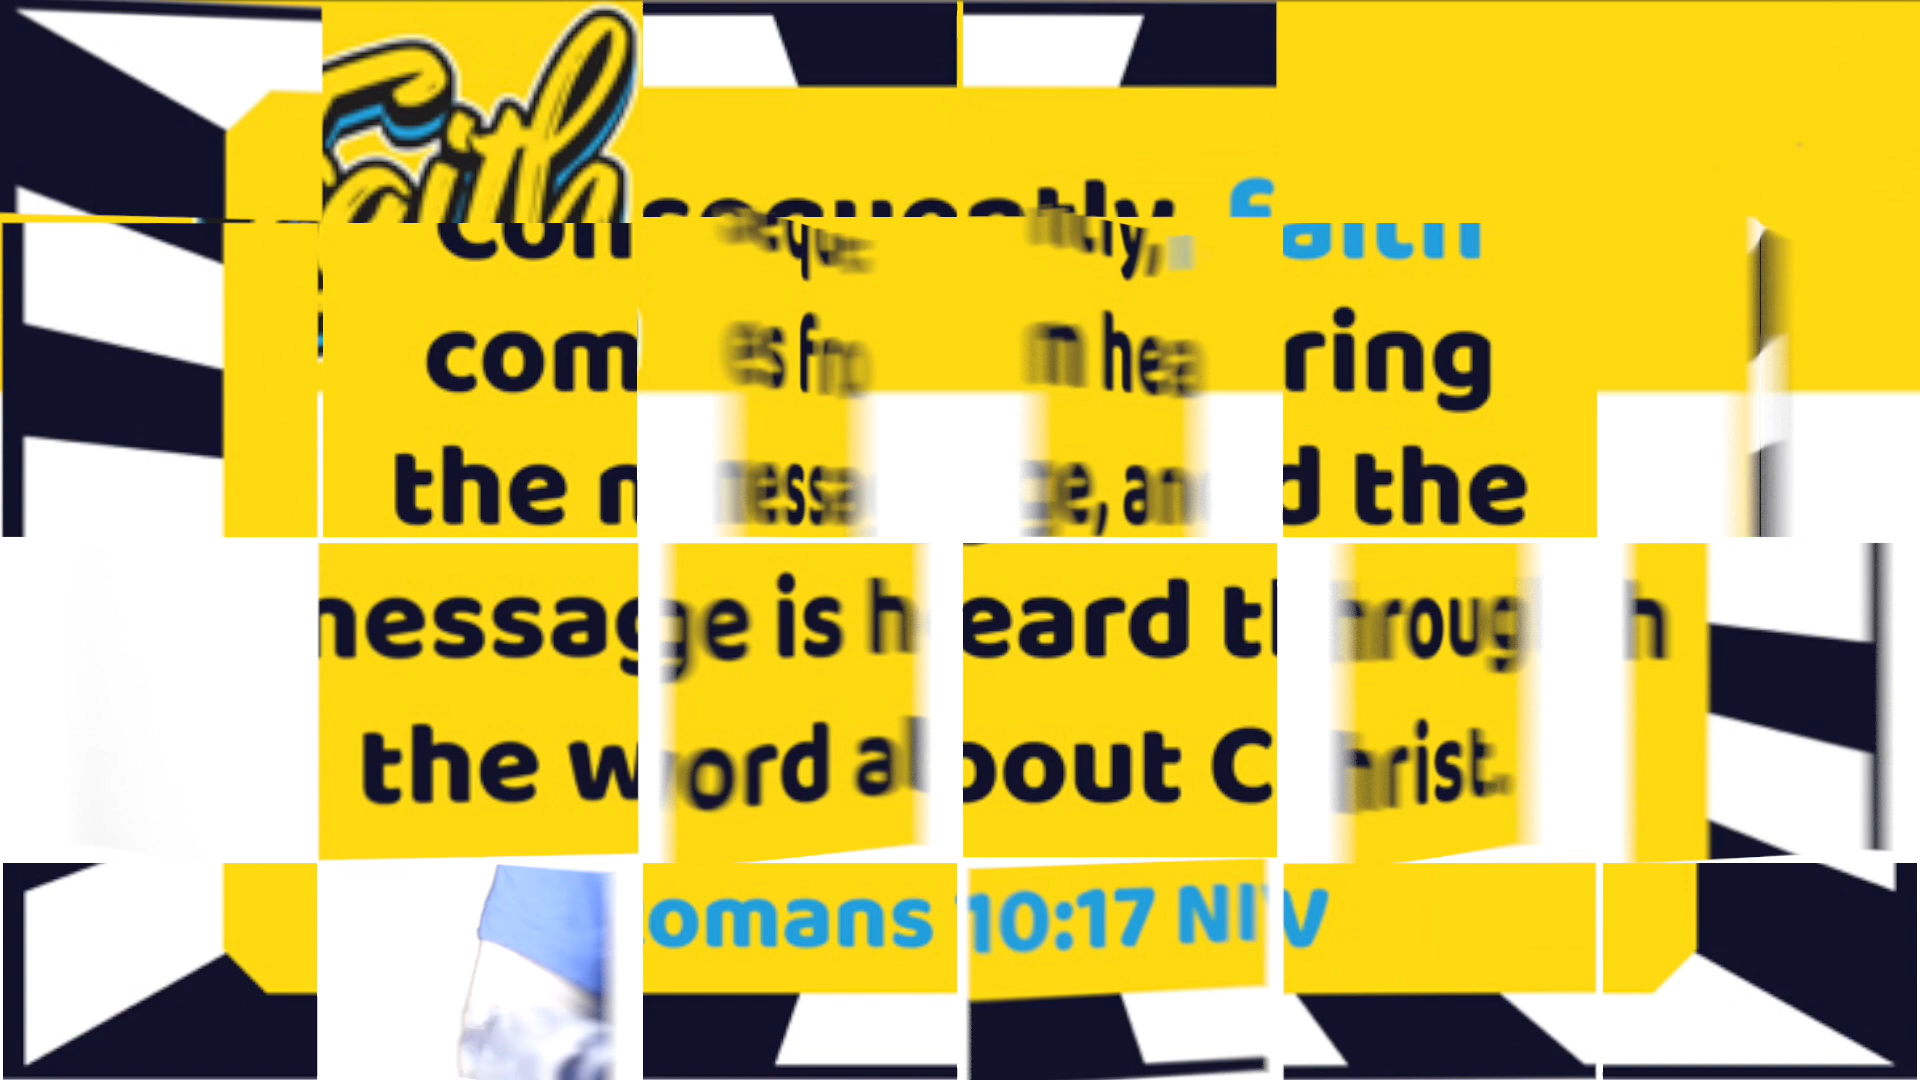 Faith
Consequently, faith
comes from hearing
the message, and the
message is heard through
the word about Christ.
Romans 10:17 NIV